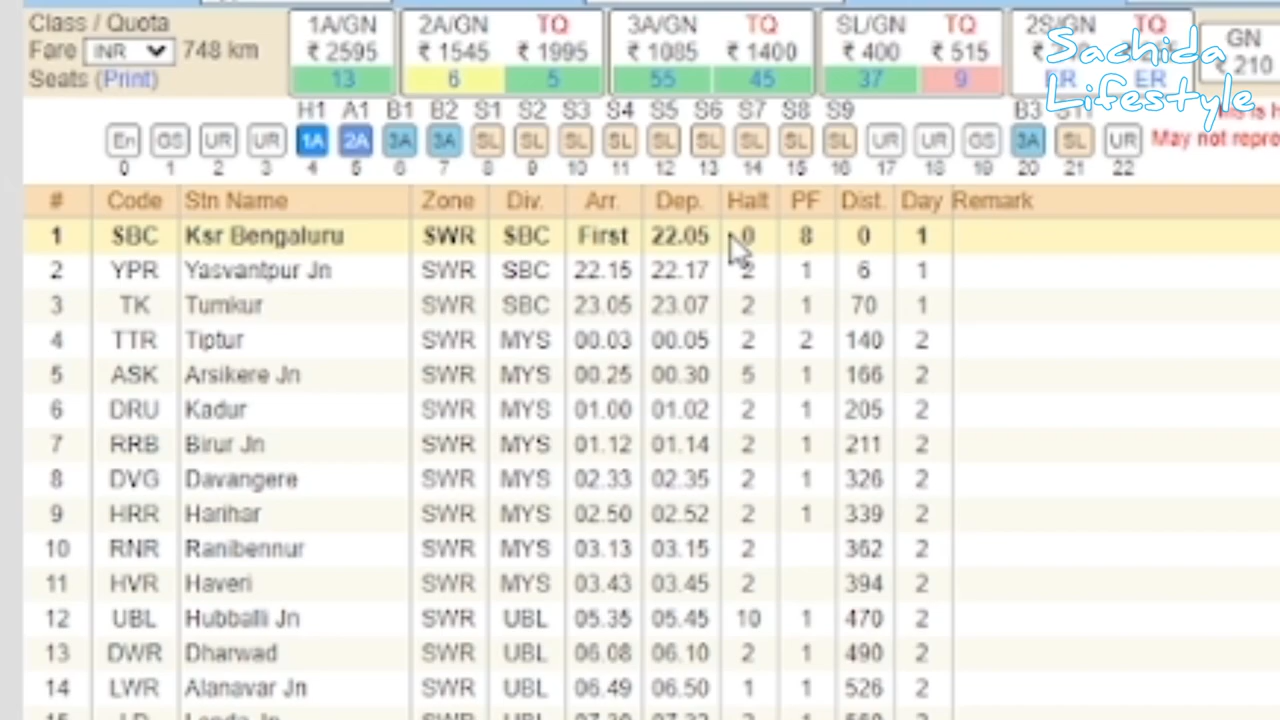 Class / Quota 1A/GN 2A/GN TQ 3A/GN TQ SL/GN TQ 2S/GN TQ GN
Fare INR 748 km ₹ 2595 ₹ 1545 ₹ 1995 ₹ 1085 ₹ 1400 ₹ 400 ₹ 515 ₹ 210
Seats (Print) 13 6 5 55 45 37 9 ER
Sachida
Lifestyle
H1 A1 B1 B2 S1 S2 S3 S4 S5 S6 S7 S8 S9 B3
En GS UR UR 1A 2A 3A 3A SL SL SL SL SL SL SL SL SL UR UR GS 3A SL UR May not repre
0 1 2 3 4 5 6 7 8 9 10 11 12 13 14 15 16 17 18 19 20 21 22
# Code Stn Name Zone Div. Arr. Dep. Halt PF Dist. Day Remark
1 SBC Ksr Bengaluru SWR SBC First 22.05 0 8 0 1
2 YPR Yasvantpur Jn SWR SBC 22.15 22.17 2 1 6 1
3 TK Tumkur SWR SBC 23.05 23.07 2 1 70 1
4 TTR Tiptur SWR MYS 00.03 00.05 2 2 140 2
5 ASK Arsikere Jn SWR MYS 00.25 00.30 5 1 166 2
6 DRU Kadur SWR MYS 01.00 01.02 2 1 205 2
7 RRB Birur Jn SWR MYS 01.12 01.14 2 1 211 2
8 DVG Davangere SWR MYS 02.33 02.35 2 1 326 2
9 HRR Harihar SWR MYS 02.50 02.52 2 1 339 2
10 RNR Ranibennur SWR MYS 03.13 03.15 2 362 2
11 HVR Haveri SWR MYS 03.43 03.45 2 394 2
12 UBL Hubballi Jn SWR UBL 05.35 05.45 10 1 470 2
13 DWR Dharwad SWR UBL 06.08 06.10 2 1 490 2
14 LWR Alanavar Jn SWR UBL 06.49 06.50 1 1 526 2